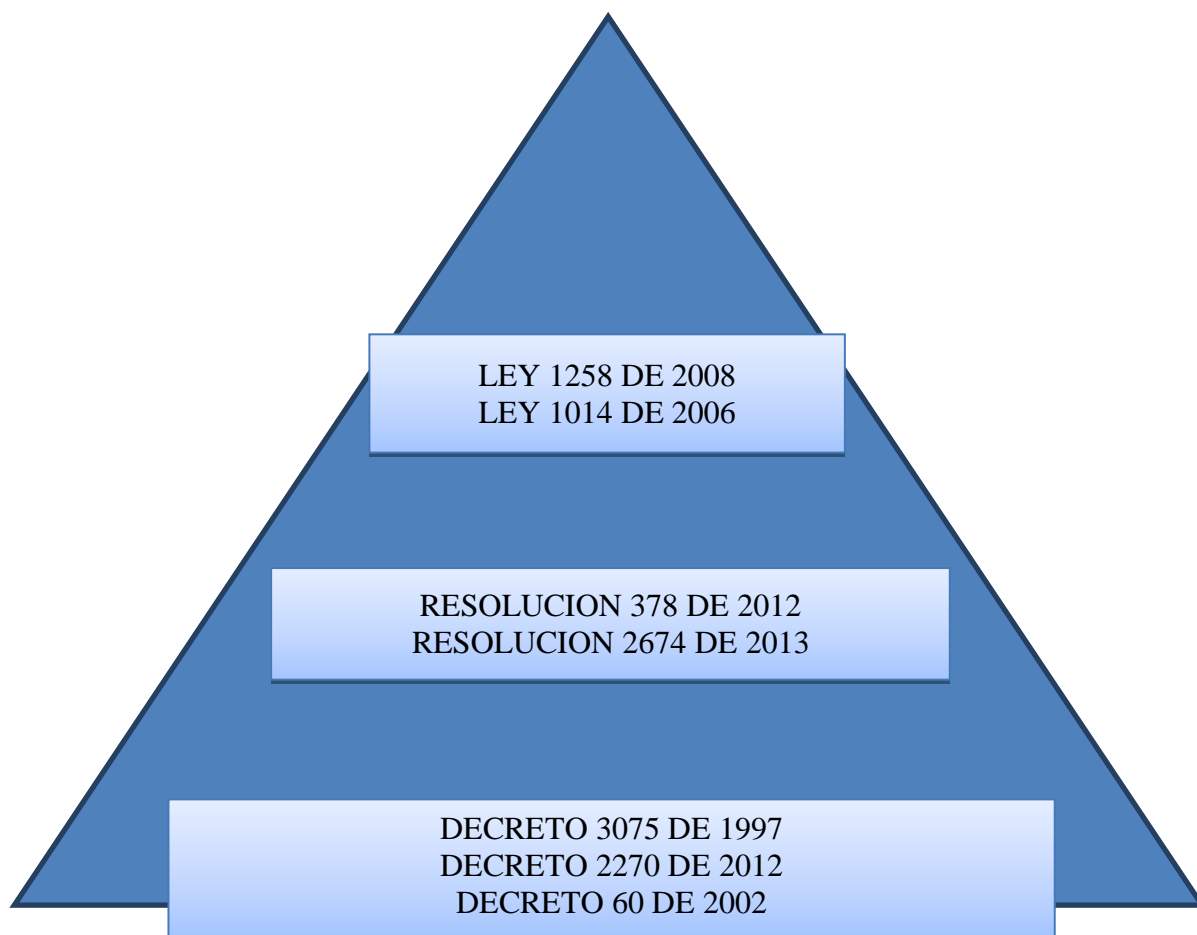 LEY 1258 DE 2008
LEY 1014 DE 2006
RESOLUCION 378 DE 2012
RESOLUCION 2674 DE 2013
DECRETO 3075 DE 1997
DECRETO 2270 DE 2012
DECRETO 60 DE 2002